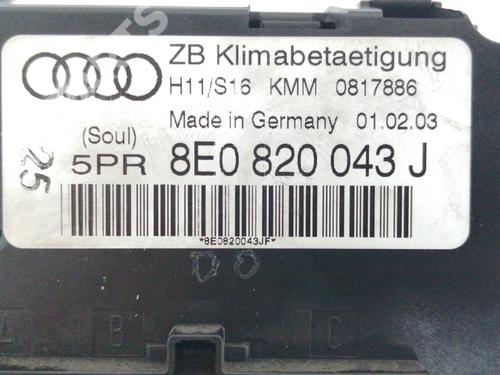 ZB Klimabetaetigung
H11/S16 KMM 0817886
Made in Germany 01.02.03
(Soul)
25
5PR 8E0 820 043 J
*8E0820043JF*
A B C